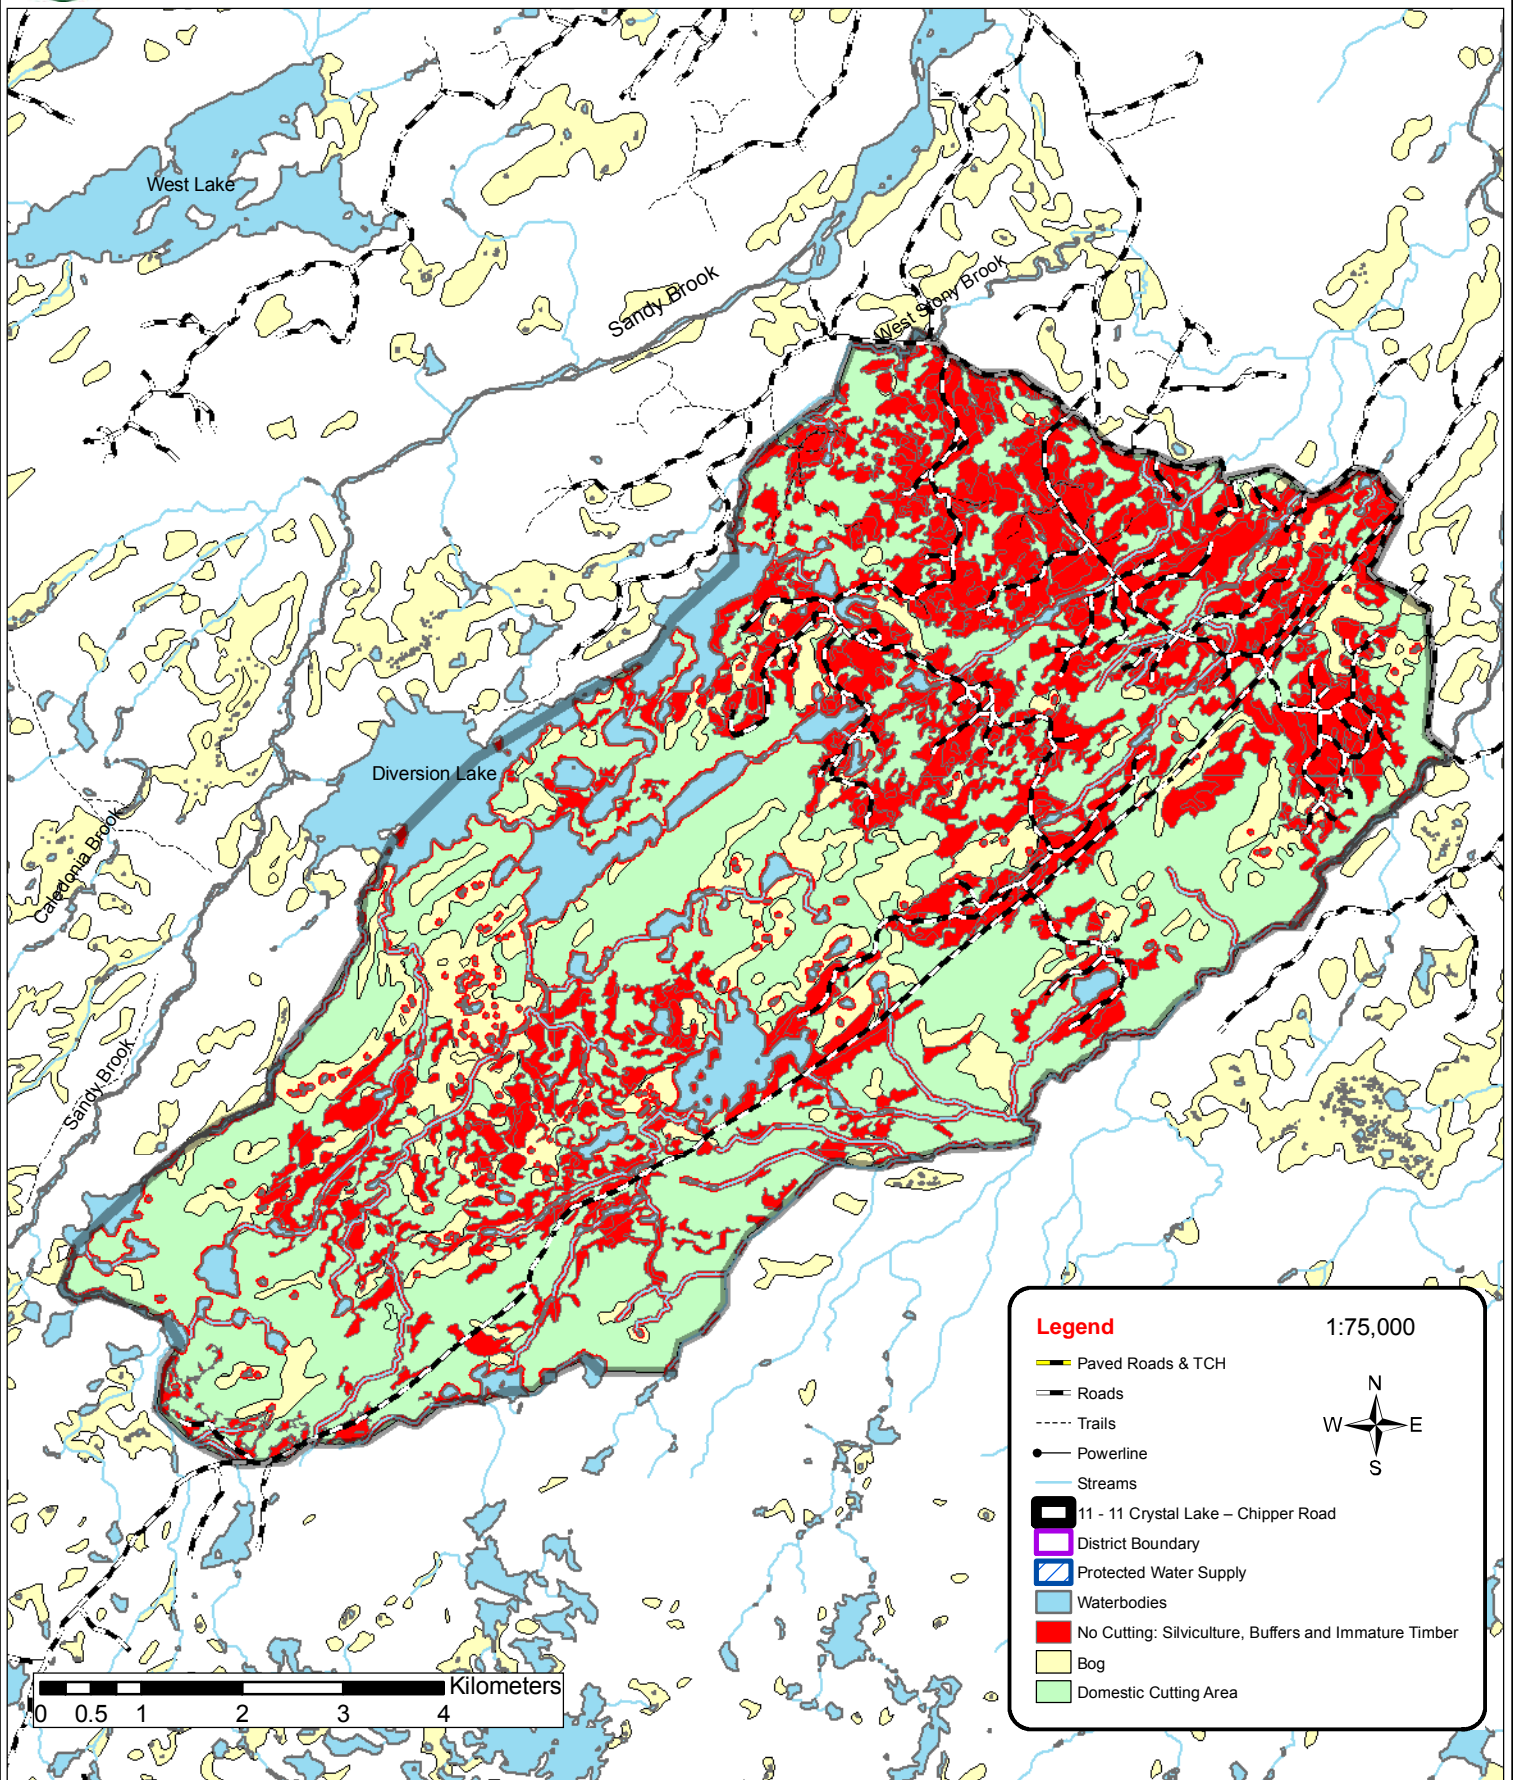 West Lake
Sandy Brook
West Stony Brook
Diversion Lake
Caledonia Brook
Sandy Brook
Legend
1:75,000
Paved Roads & TCH
Roads
Trails
Powerline
Streams
11 - 11 Crystal Lake – Chipper Road
District Boundary
Protected Water Supply
Waterbodies
No Cutting: Silviculture, Buffers and Immature Timber
Bog
Domestic Cutting Area
N
W E
S
Kilometers
0 0.5 1 2 3 4